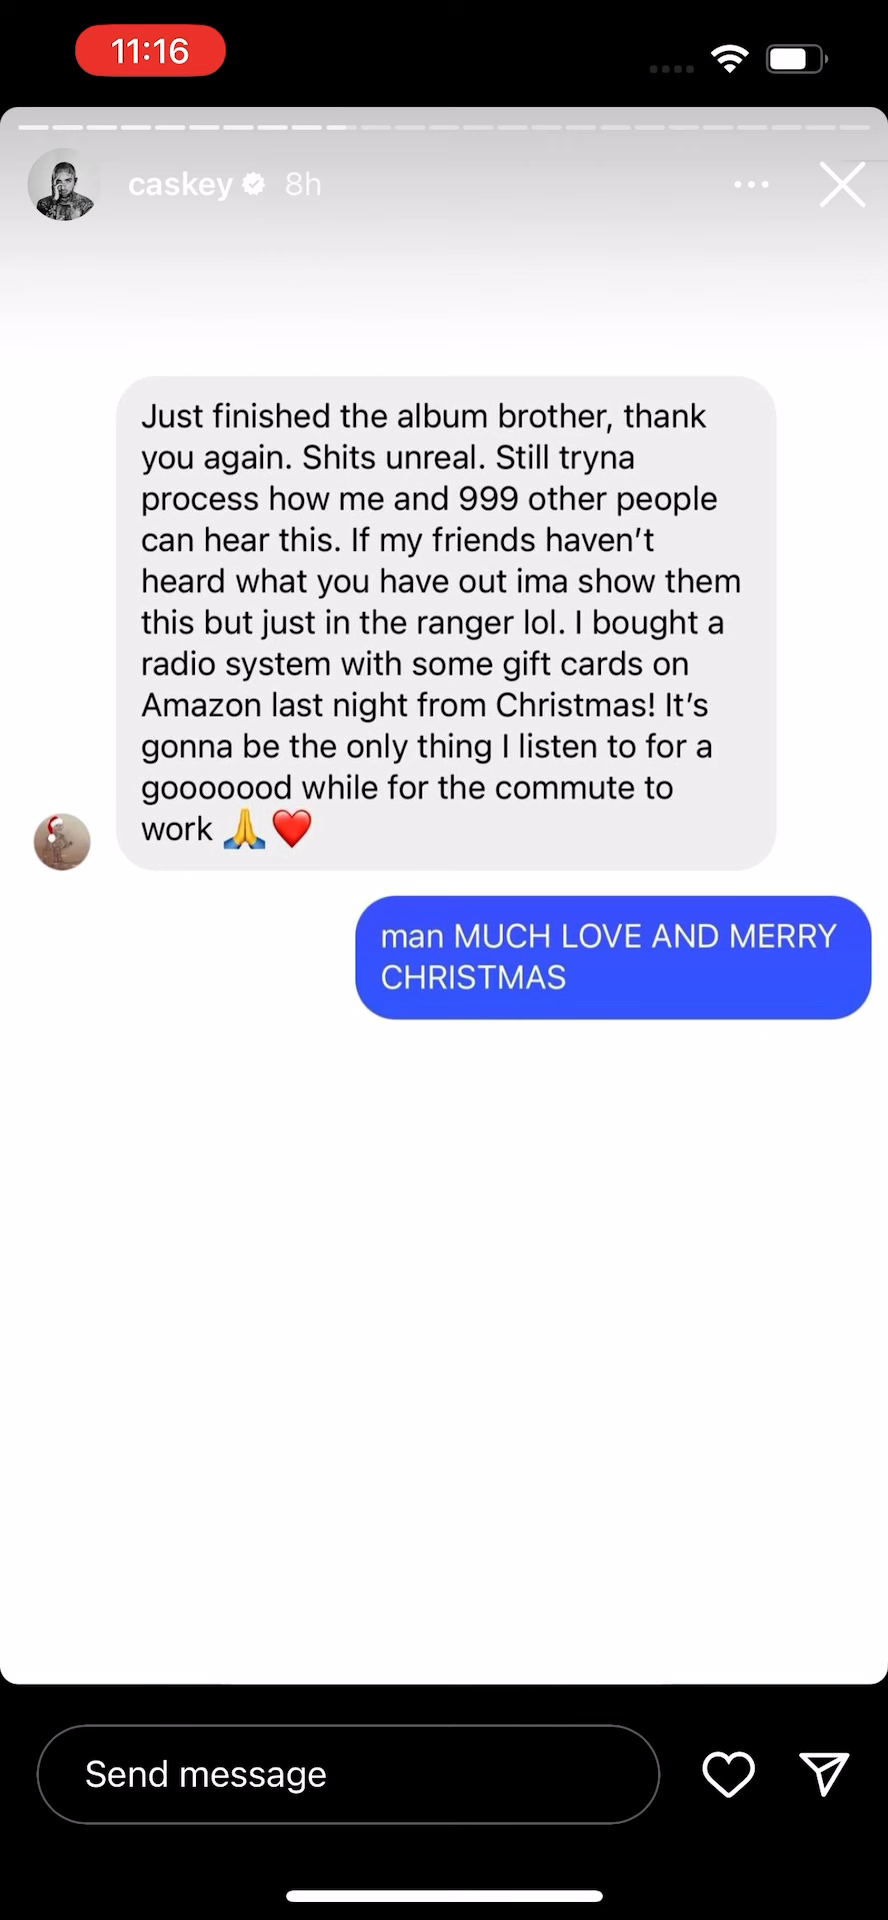 11:16
caskey 8h
Just finished the album brother, thank
you again. Shits unreal. Still tryna
process how me and 999 other people
can hear this. If my friends haven’t
heard what you have out ima show them
this but just in the ranger lol. I bought a
radio system with some gift cards on
Amazon last night from Christmas! It’s
gonna be the only thing I listen to for a
gooooood while for the commute to
work 🙏❤️
man MUCH LOVE AND MERRY
CHRISTMAS
Send message